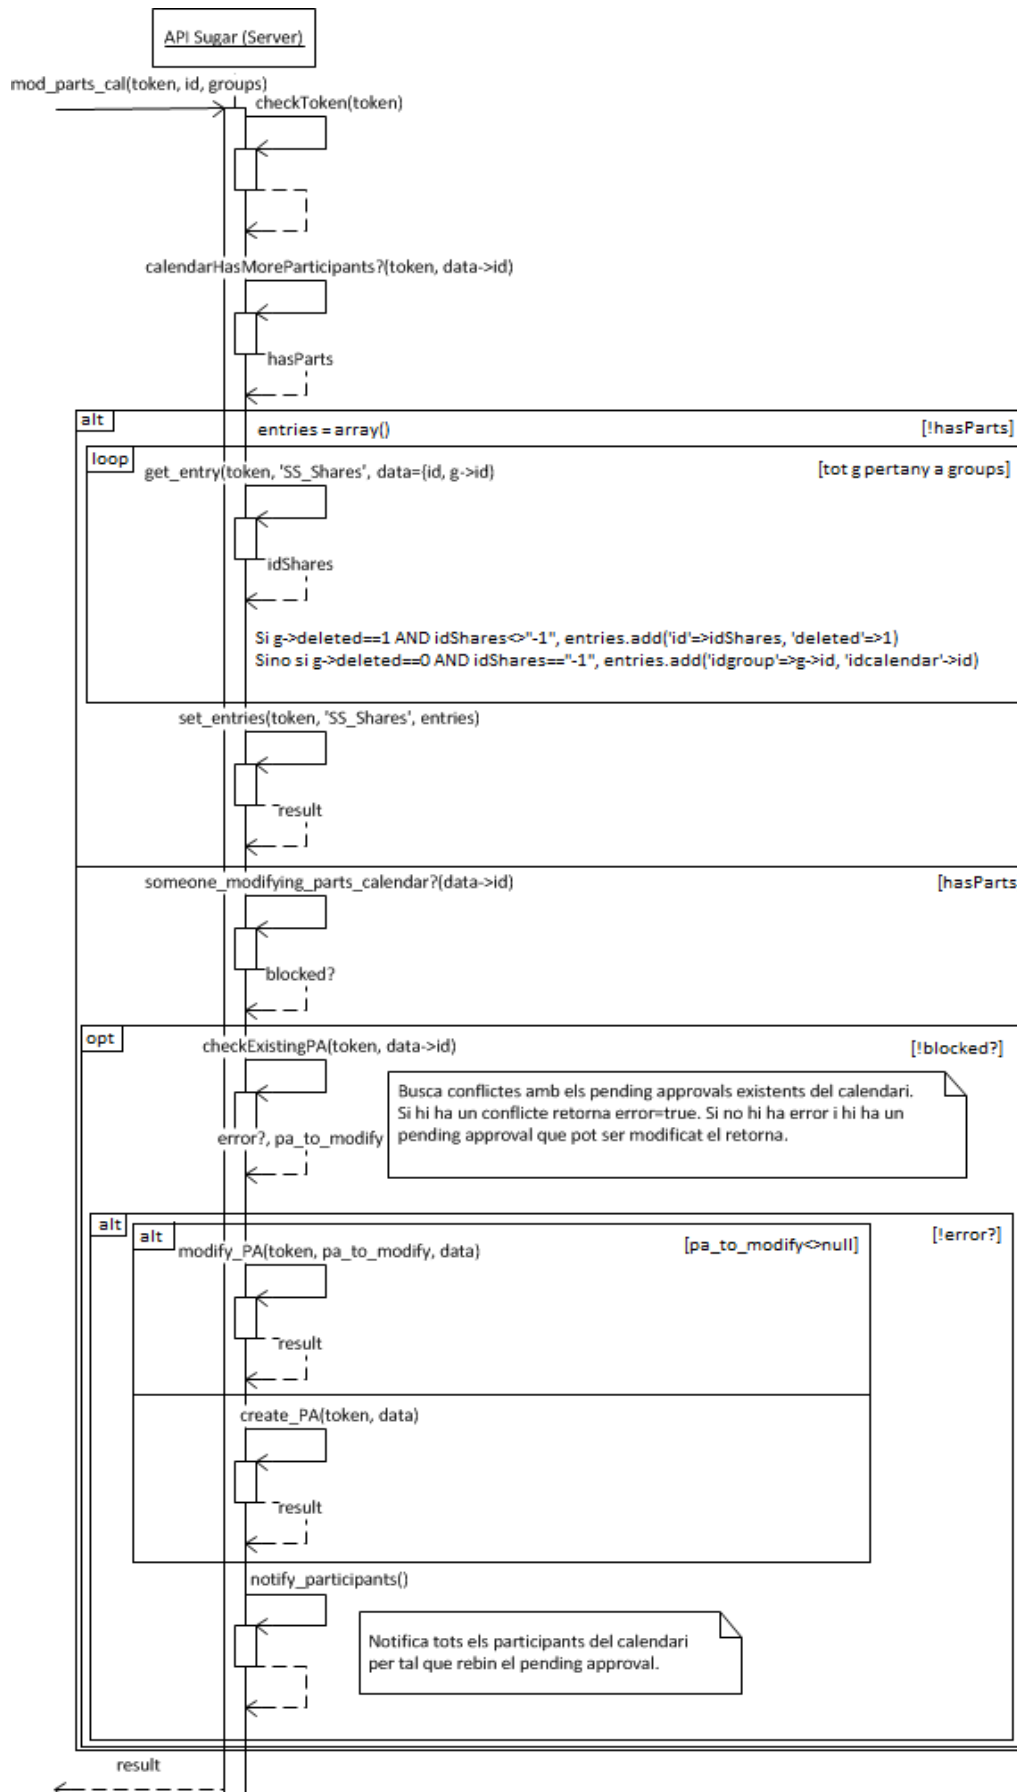 API Sugar (Server)
mod_parts_cal(token, id, groups)
checkToken(token)
calendarHasMoreParticipants?(token, data->id)
hasParts
alt
entries = array()
[!hasParts]
loop
get_entry(token, 'SS_Shares', data={id, g->id)
[tot g pertany a groups]
idShares
Si g->deleted==1 AND idShares<>"-1", entries.add('id'=>idShares, 'deleted'=>1)
Sino si g->deleted==0 AND idShares=="-1", entries.add('idgroup'=>g->id, 'idcalendar'->id)
set_entries(token, 'SS_Shares', entries)
result
someone_modifying_parts_calendar?(data->id)
[hasParts
blocked?
opt
checkExistingPA(token, data->id)
[!blocked?]
Busca conflictes amb els pending approvals existents del calendari.
Si hi ha un conflicte retorna error=true. Si no hi ha error i hi ha un
pending approval que pot ser modificat el retorna.
error?, pa_to_modify
alt
[!error?]
alt
modify_PA(token, pa_to_modify, data)
[pa_to_modify<>null]
result
create_PA(token, data)
result
notify_participants()
Notifica tots els participants del calendari
per tal que rebin el pending approval.
result